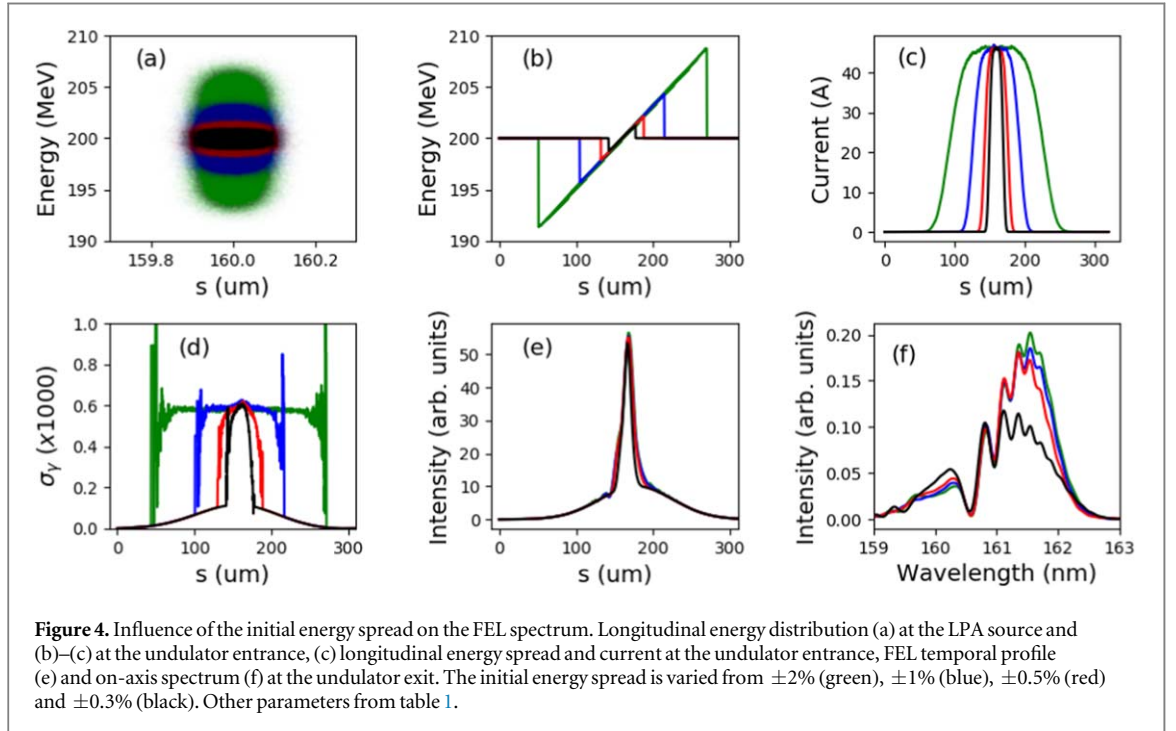 (a)
210
205
200
195
190
Energy (MeV)
159.8 160.0 160.2
s (um)
(b)
210
205
200
195
190
Energy (MeV)
0 100 200 300
s (um)
(c)
40
30
20
10
0
Current (A)
0 100 200 300
s (um)
(d)
1.0
0.8
0.6
0.4
0.2
0.0
σγ (x1000)
0 100 200 300
s (um)
(e)
50
40
30
20
10
0
Intensity (arb. units)
0 100 200 300
s (um)
(f)
0.20
0.15
0.10
0.05
0.00
Intensity (arb. units)
159 160 161 162 163
Wavelength (nm)
Figure 4. Influence of the initial energy spread on the FEL spectrum. Longitudinal energy distribution (a) at the LPA source and
(b)–(c) at the undulator entrance, (c) longitudinal energy spread and current at the undulator entrance, FEL temporal profile
(e) and on-axis spectrum (f) at the undulator exit. The initial energy spread is varied from ±2% (green), ±1% (blue), ±0.5% (red)
and ±0.3% (black). Other parameters from table 1.